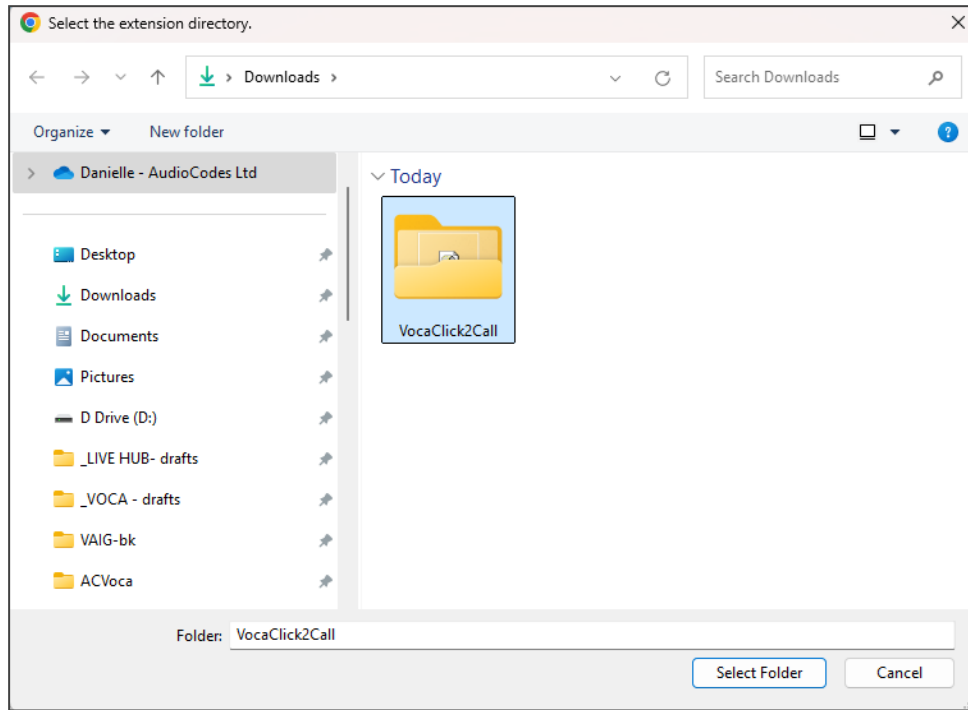 Select the extension directory.
Downloads
Search Downloads
Organize
New folder
Danielle - AudioCodes Ltd
Today
Desktop
Downloads
Documents
Pictures
D Drive (D:)
_LIVE HUB- drafts
_VOCA - drafts
VAIG-bk
ACVoca
VocaClick2Call
Folder: VocaClick2Call
Select Folder
Cancel